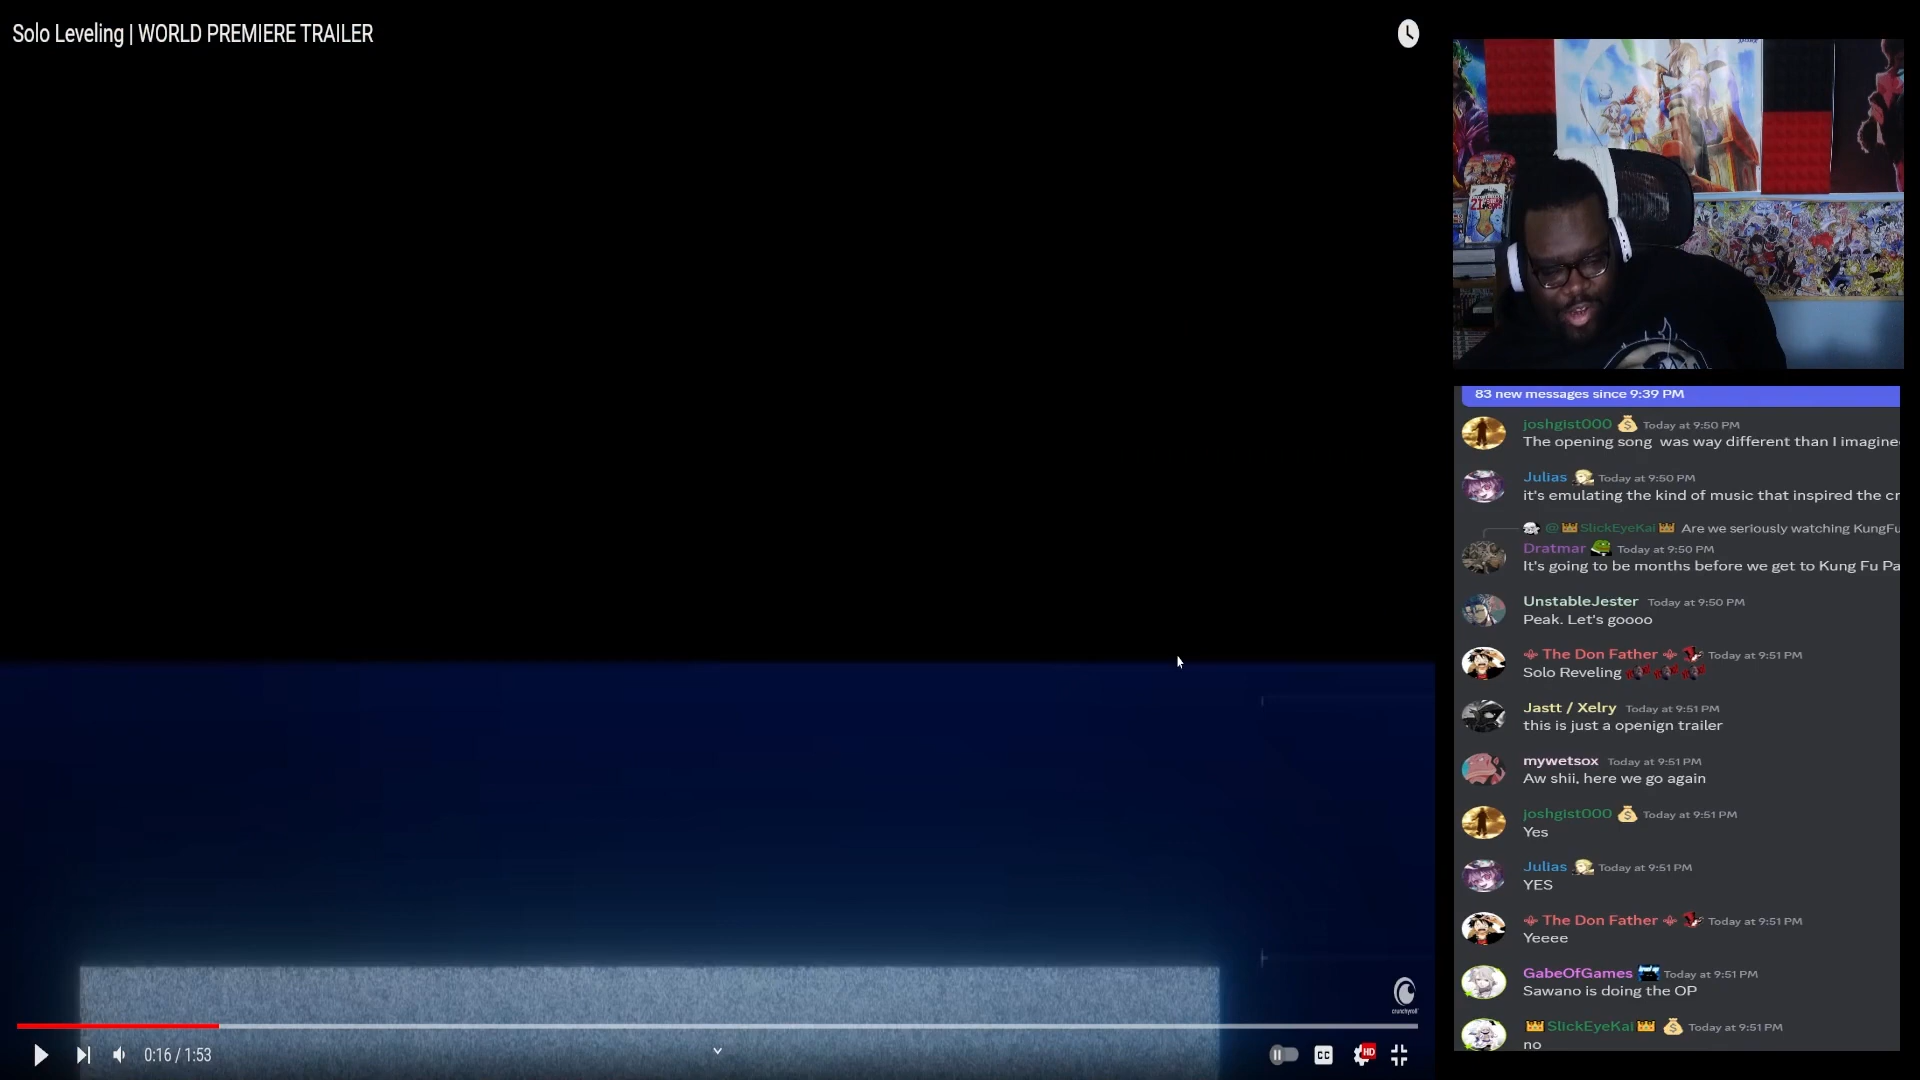 Solo Leveling | WORLD PREMIERE TRAILER
83 new messages since 9:39 PM
joshgist000 Today at 9:50 PM
The opening song was way different than I imagine
Julias Today at 9:50 PM
it's emulating the kind of music that inspired the cr
@ SlickEyeKai Are we seriously watching KungFu
Dratmar Today at 9:50 PM
It's going to be months before we get to Kung Fu Pa
UnstableJester Today at 9:50 PM
Peak. Let's goooo
The Don Father Today at 9:51 PM
Solo Reveling
Jastt / Xelry Today at 9:51 PM
this is just a openign trailer
mywetsox Today at 9:51 PM
Aw shii, here we go again
joshgist000 Today at 9:51 PM
Yes
Julias Today at 9:51 PM
YES
The Don Father Today at 9:51 PM
Yeeee
GabeOfGames Today at 9:51 PM
Sawano is doing the OP
SlickEyeKai Today at 9:51 PM
no
crunchyroll
0:16 / 1:53
CC
HD